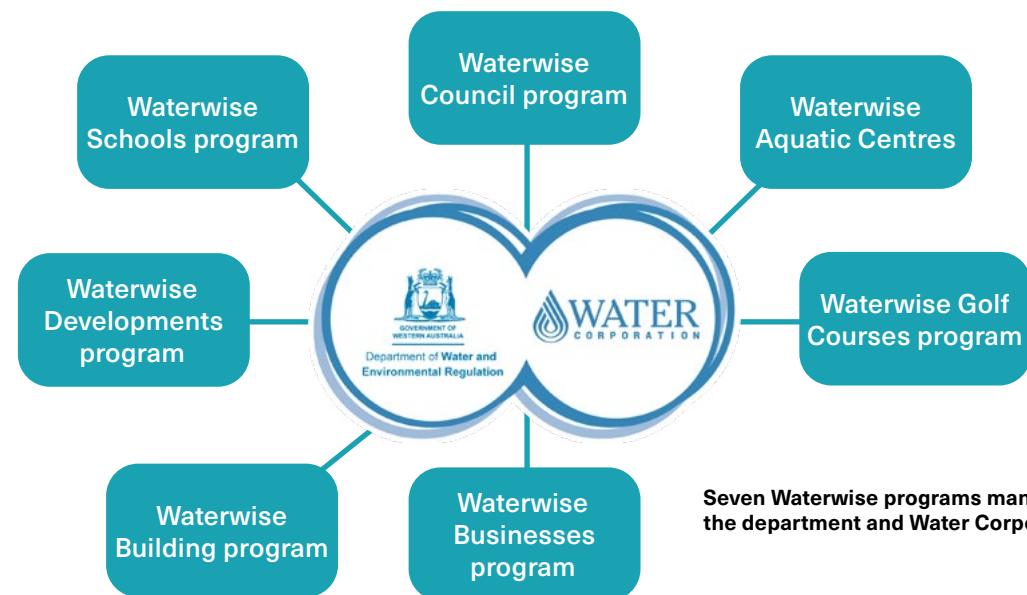 Waterwise
Council program
Waterwise
Schools program
Waterwise
Aquatic Centres
Waterwise
Developments
program
GOVERNMENT OF
WESTERN AUSTRALIA
Department of Water and
Environmental Regulation
WATER
CORPORATION
Waterwise Golf
Courses program
Waterwise
Building program
Waterwise
Businesses
program
Seven Waterwise programs
the department and Water